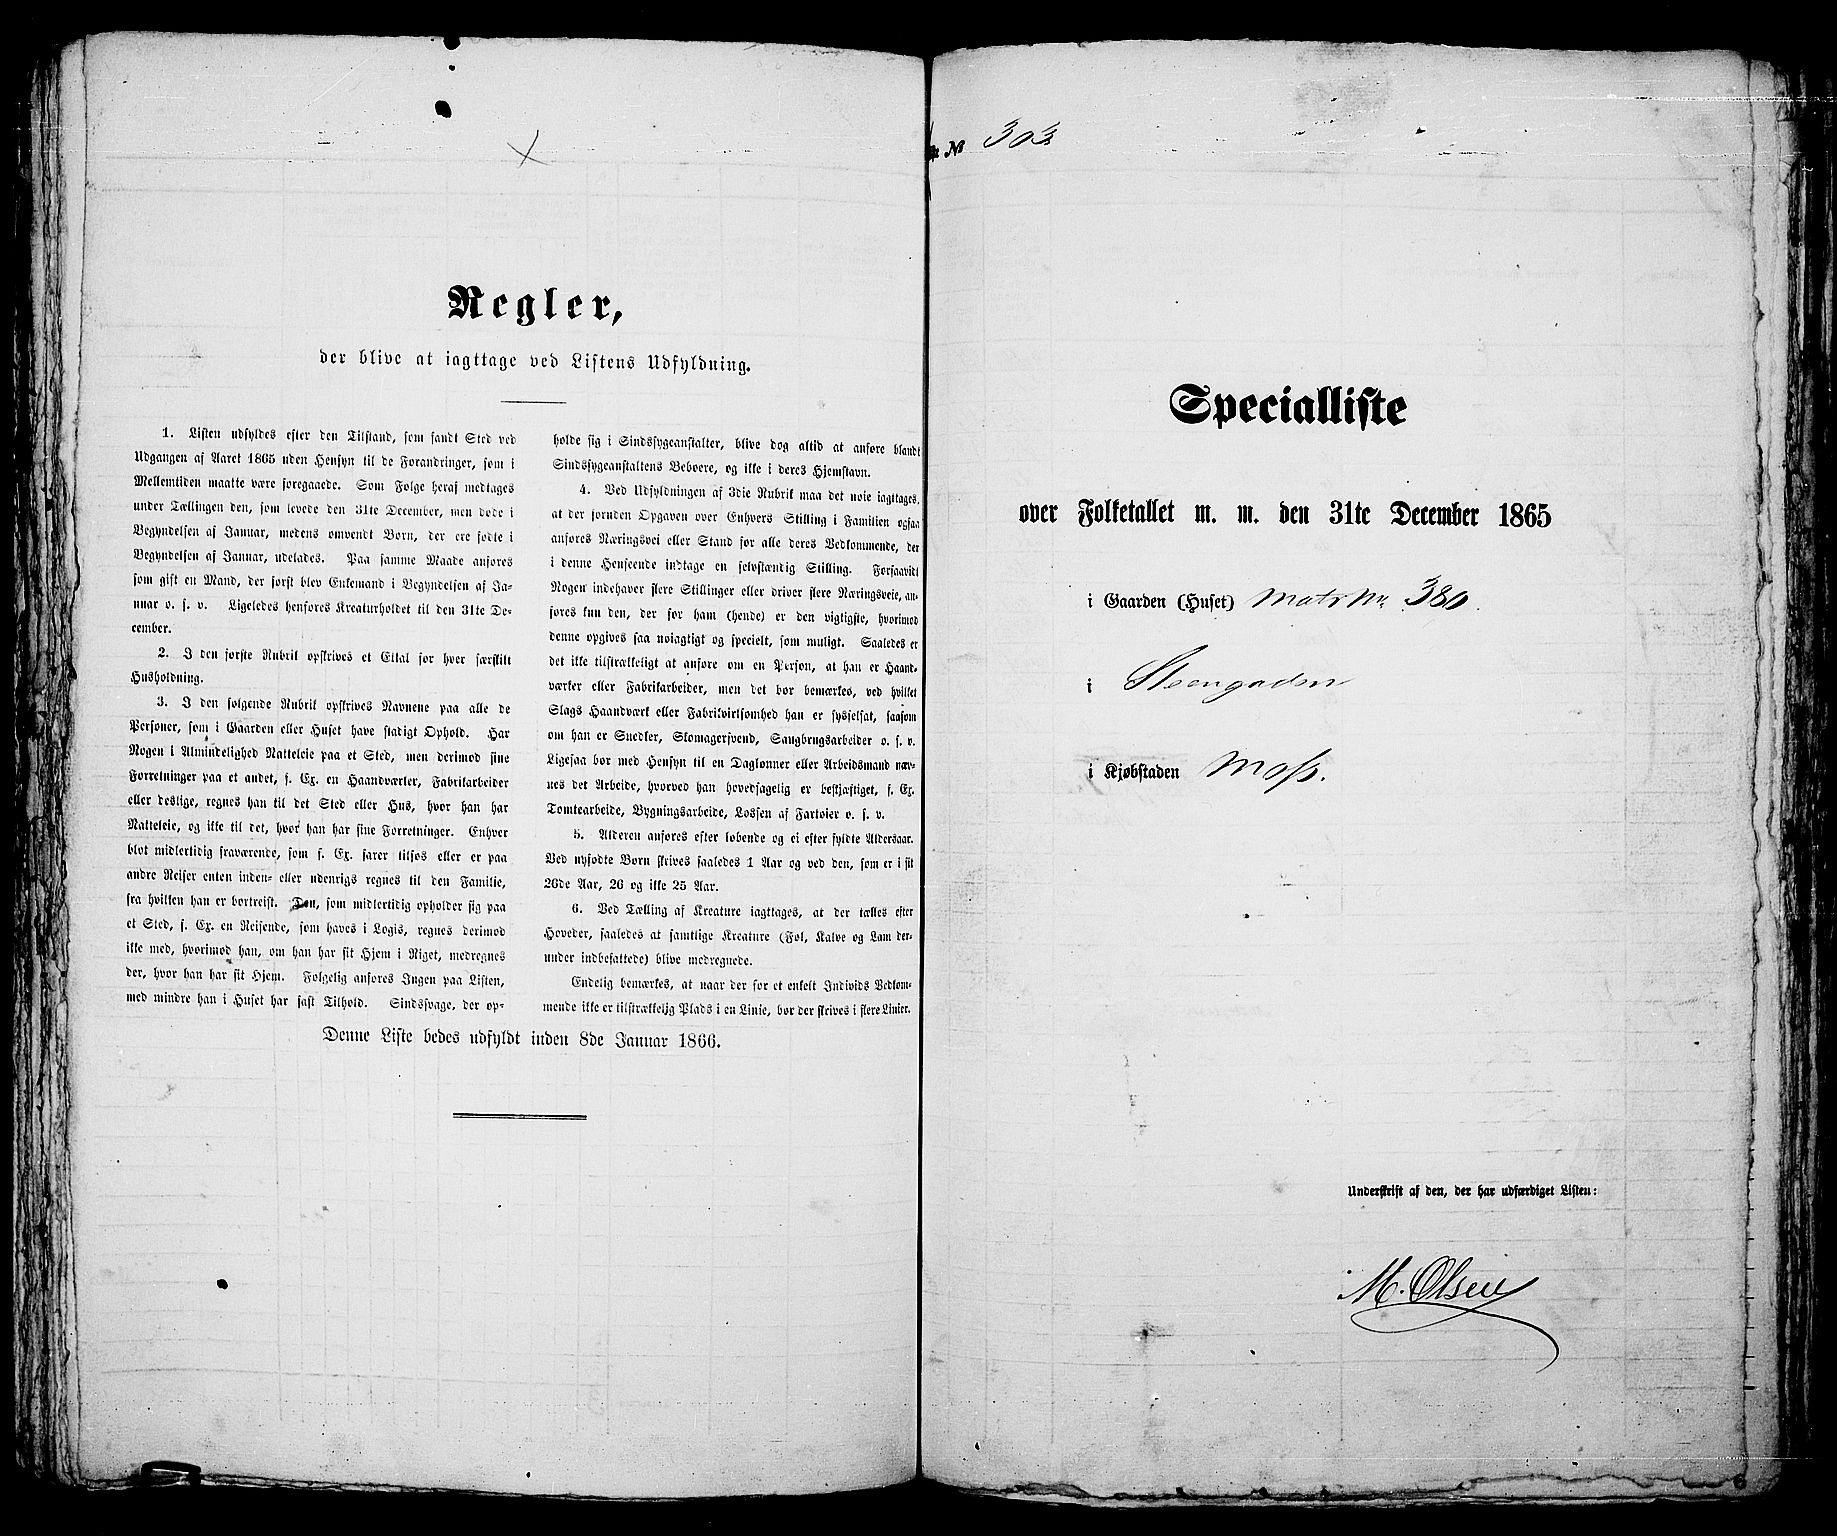 Regler,
der blive at iagttage ved Listens Udfyldning.
1. Listen udfyldes efter den Tilstand, som fandt Sted ved
Udgangen af Aaret 1865 uden Hensyn til de Forandringer, som i
Mellemtiden maatte være foregaaede. Som Følge heraf medtages
under Tællingen den, som levede den 31te December, men døde i
Begyndelsen af Januar, medens omvendt Børn, der ere fødte i
Begyndelsen af Januar, udelades. Paa samme Maade anføres
som gift en Mand, der først blev Enkemand i Begyndelsen af Ja-
nuar o. s. v. Ligeledes henføres Kreaturholdet til den 31te De-
cember.
2. I den første Rubrik opskrives et Ettal for hver særskilt
Husholdning.
3. I den følgende Rubrik opskrives Navnene paa alle de
Personer, som i Gaarden eller Huset have stadigt Ophold. Har
Nogen i Almindelighed Natteleie paa et Sted, men derimod sine
Forretninger paa et andet, f. Ex. en Haandværker, Fabrikarbeider
eller deslige, regnes han til det Sted eller Hus, hvor han har
Natteleie, og ikke til det, hvor han har sine Forretninger. Enhver
blot midlertidig fraværende, som f. Ex. farer tilsøs eller er paa
andre Reiser enten inden- eller udenrigs regnes til den Familie,
fra hvilken han er bortreist. Den, som midlertidig opholder sig paa
et Sted, f. Ex. en Reisende, som haves i Logis, regnes derimod
ikke med, hvorimod han, om han har sit Hjem i Riget, medregnes
der, hvor han har sit Hjem. Følgelig anføres Ingen paa Listen,
med mindre han i Huset har fast Tilhold. Sindssvage, der op-
holde sig i Sindssygeanstalter, blive dog altid at anføre blandt
Sindssygeanstaltens Beboere, og ikke i deres Hjemstavn.
4. Ved Udfyldningen af 3die Rubrik maa det nøie iagttages,
at der foruden Opgaven over Enhvers Stilling i Familien ogsaa
anføres Næringsvei eller Stand for alle deres Vedkommende, der
i denne Henseende indtage en selvstændig Stilling. Forsaavidt
Nogen indehaver flere Stillinger eller driver flere Næringsveie, an-
føres kun den, der for ham (hende) er den vigtigste, hvorimod
denne opgives saa nøiagtigt og specielt, som muligt. Saaledes er
det ikke tilstrækkeligt at anføre om en Person, at han er Haand-
værker eller Fabrikarbeider, men det bør bemærkes, ved hvilket
Slags Haandværk eller Fabrikvirksomhed han er sysselsat, saasom
om han er Snedker, Skomagersvend, Saugbrugsarbeider o. s. v.
Ligesaa bør med Hensyn til en Daglønner eller Arbeidsmand næv-
nes det Arbeide, hvorved han hovedsagelig er beskjæftiget, f. Ex.
Tomtearbeide, Bygningsarbeide, Lossen af Fartøier o. s. v.
5. Alderen anføres efter løbende og ei efter fyldte Aldersaar.
Ved nyfødte Børn skrives saaledes 1 Aar og ved den, som er i sit
26de Aar, 26 og ikke 25 Aar.
6. Ved Tælling af Kreature iagttages, at der tælles efter
Hoveder, saaledes at samtlige Kreature (Føl, Kalve og Lam der-
under indbefattede) blive medregnede.
Endelig bemærkes, at naar der for et enkelt Individs Vedkom-
mende ikke er tilstrækkelig Plads i en Linie, bør der skrives i flere Linier.
Denne Liste bedes udfyldt inden 8de Januar 1866.
No 303
Specialliste
over Folketallet m. m. den 31te December 1865
i Gaarden (Huset) Matr No 380.
i Steengaden
i Kjøbstaden Moss.
Underskrift af den, der har udfærdiget Listen:
M. Olsen